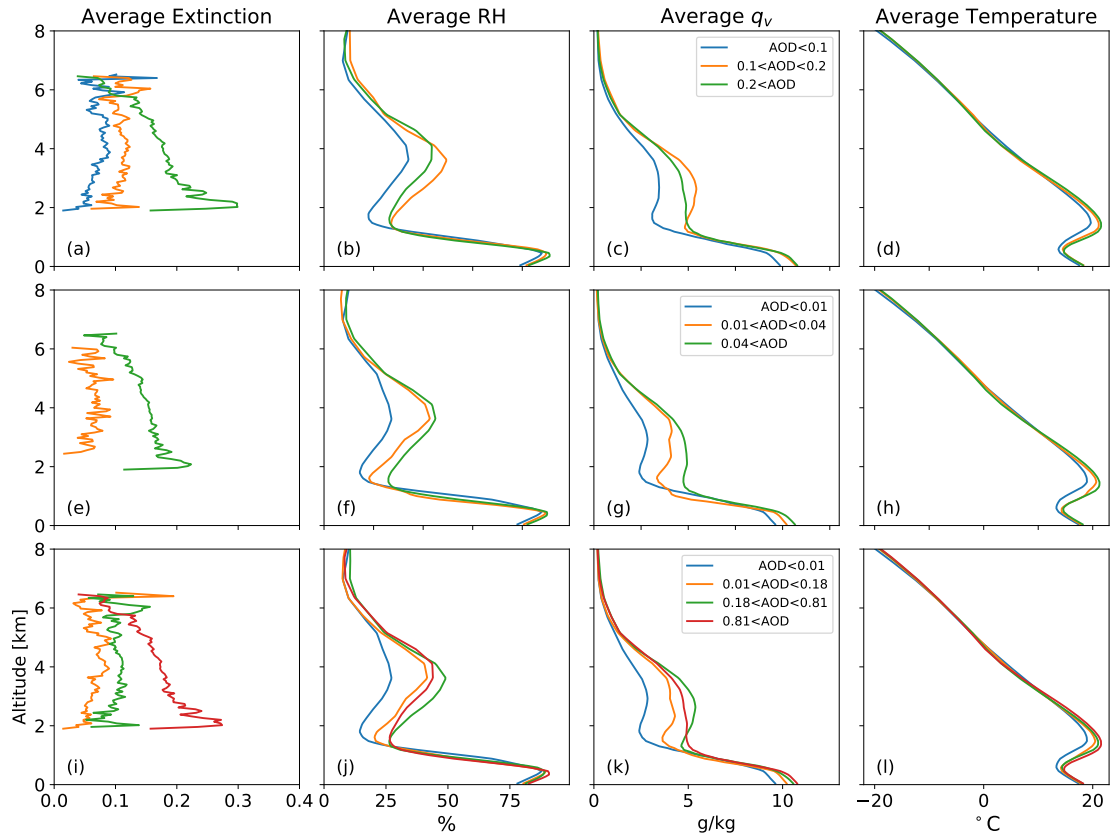 Average Extinction Average RH Average qᵥ Average Temperature
8
6
4
2
0
(a)
(b)
AOD<0.1
0.1<AOD<0.2
0.2<AOD
(c)
(d)
8
6
4
2
0
(e)
(f)
AOD<0.01
0.01<AOD<0.04
0.04<AOD
(g)
(h)
Altitude [km]
8
6
4
2
0
(i)
(j)
AOD<0.01
0.01<AOD<0.18
0.18<AOD<0.81
0.81<AOD
(k)
(l)
0.0 0.1 0.2 0.3 0.4
0 25 50 75
%
0 5 10
g/kg
−20 0 20
°C